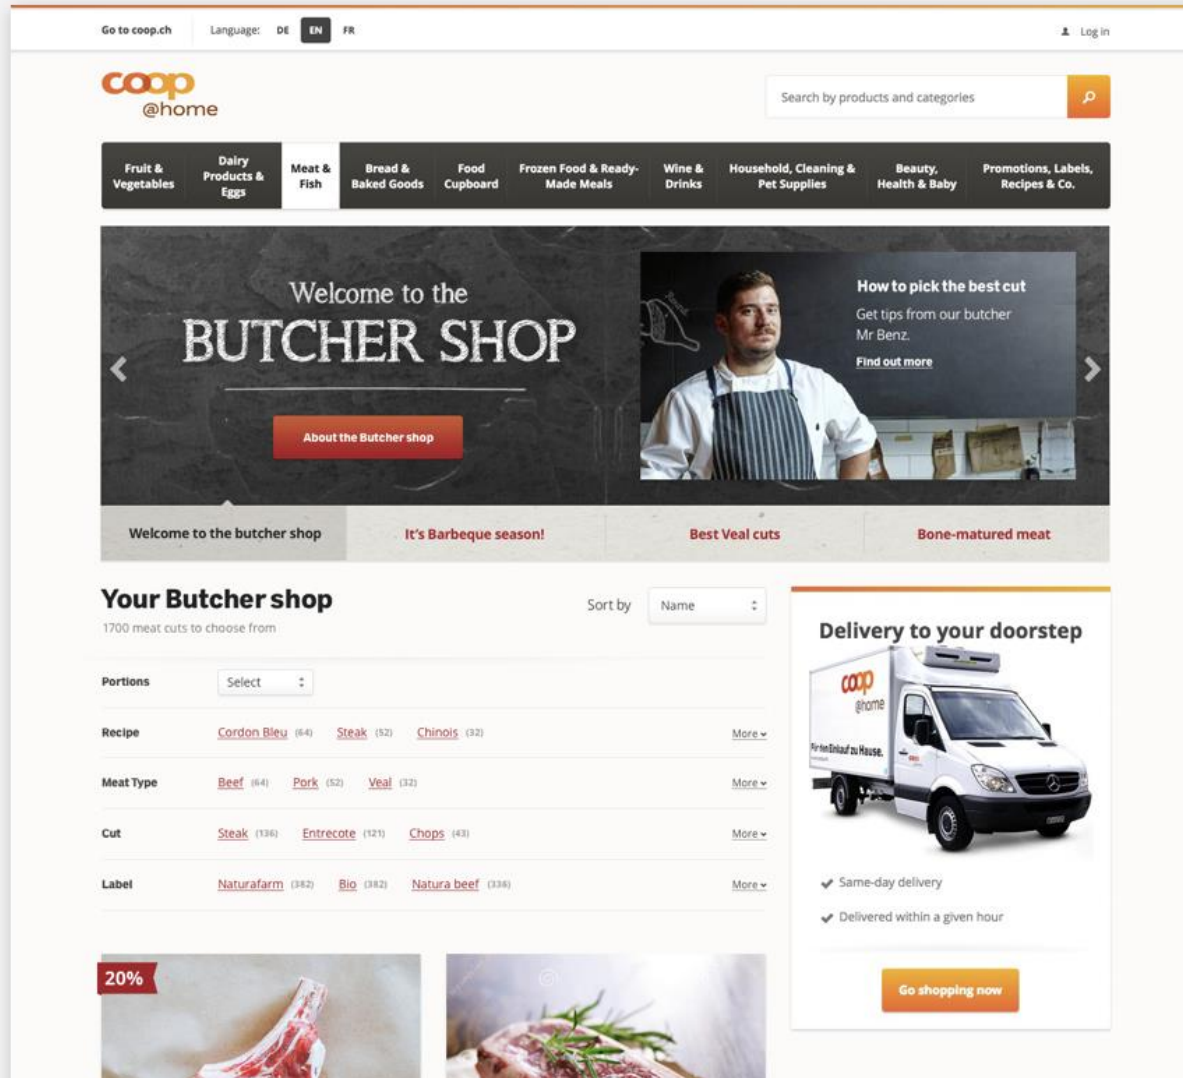 Go to coop.ch
Language: DE EN FR
Log in
coop
@home
Search by products and categories
Fruit &
Vegetables
Dairy
Products &
Eggs
Meat &
Fish
Bread &
Baked Goods
Food
Cupboard
Frozen Food & Ready-
Made Meals
Wine &
Drinks
Household, Cleaning &
Pet Supplies
Beauty,
Health & Baby
Promotions, Labels,
Recipes & Co.
Welcome to the
BUTCHER SHOP
About the Butcher shop
How to pick the best cut
Get tips from our butcher
Mr Benz.
Find out more
Welcome to the butcher shop
It's Barbeque season!
Best Veal cuts
Bone-matured meat
Your Butcher shop
1700 meat cuts to choose from
Sort by Name
Portions Select
Recipe Cordon Bleu (64) Steak (52) Chinois (32) More
Meat Type Beef (64) Pork (52) Veal (32) More
Cut Steak (136) Entrecote (121) Chops (43) More
Label Naturafarm (382) Bio (382) Natura beef (336) More
Delivery to your doorstep
coop
@home
Für den Einkauf zu Hause.
Same-day delivery
Delivered within a given hour
Go shopping now
20%